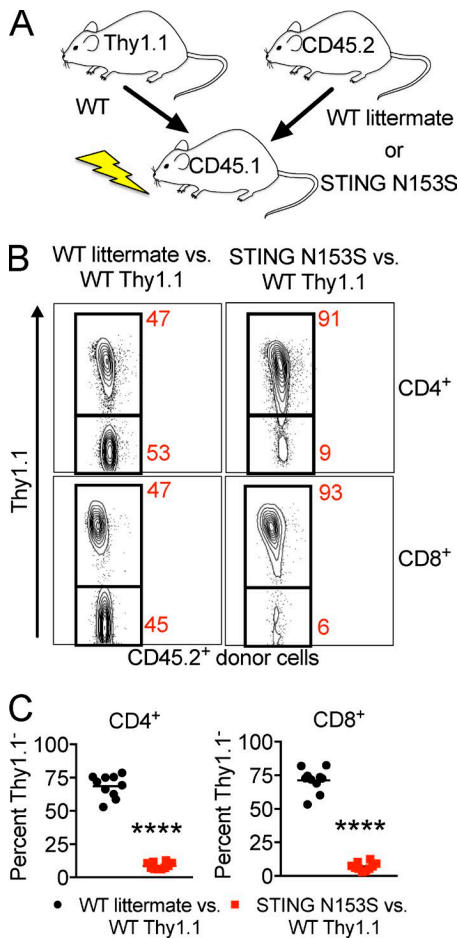 A
Thy1.1
CD45.2
WT
WT littermate
or
STING N153S
CD45.1
B
WT littermate vs.
WT Thy1.1
STING N153S vs.
WT Thy1.1
47
91
CD4+
53
9
Thy1.1
47
93
CD8+
45
6
CD45.2+ donor cells
C
CD4+
CD8+
Percent Thy1.1-
100
75
50
25
0
****
Percent Thy1.1-
100
75
50
25
0
****
WT littermate vs.
WT Thy1.1
STING N153S vs.
WT Thy1.1